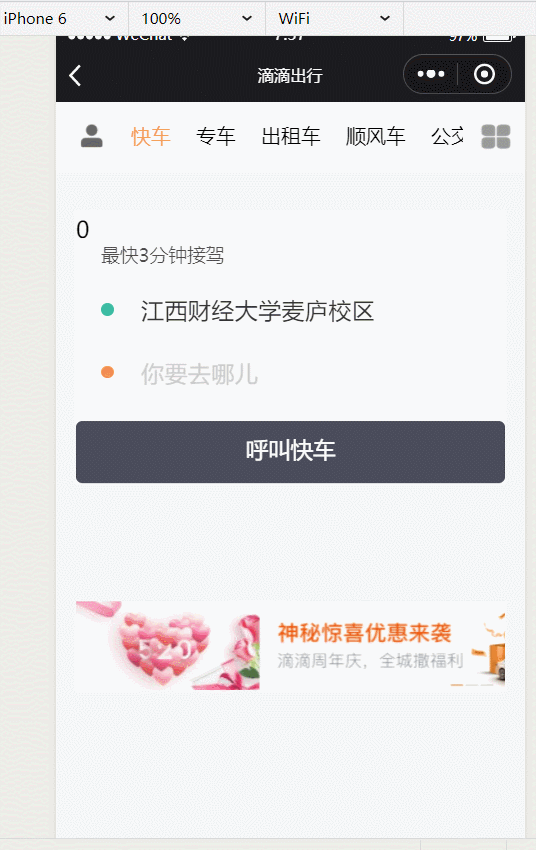 iPhone 6 100% WiFi
WeChat 7:37 97%
滴滴出行
快车 专车 出租车 顺风车 公交
0
最快3分钟接驾
江西财经大学麦庐校区
你要去哪儿
呼叫快车
520
神秘惊喜优惠来袭
滴滴周年庆，全城撒福利